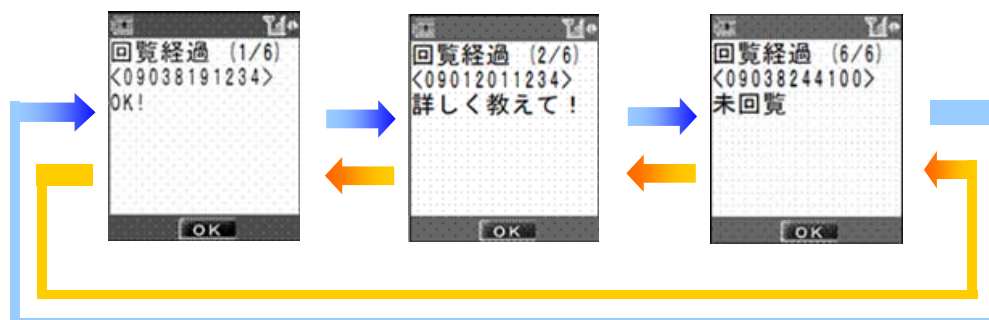 回覧経過 (1/6)
<09038191234>
OK!
OK
回覧経過 (2/6)
<09012011234>
詳しく教えて！
OK
回覧経過 (6/6)
<09038244100>
未回覧
OK